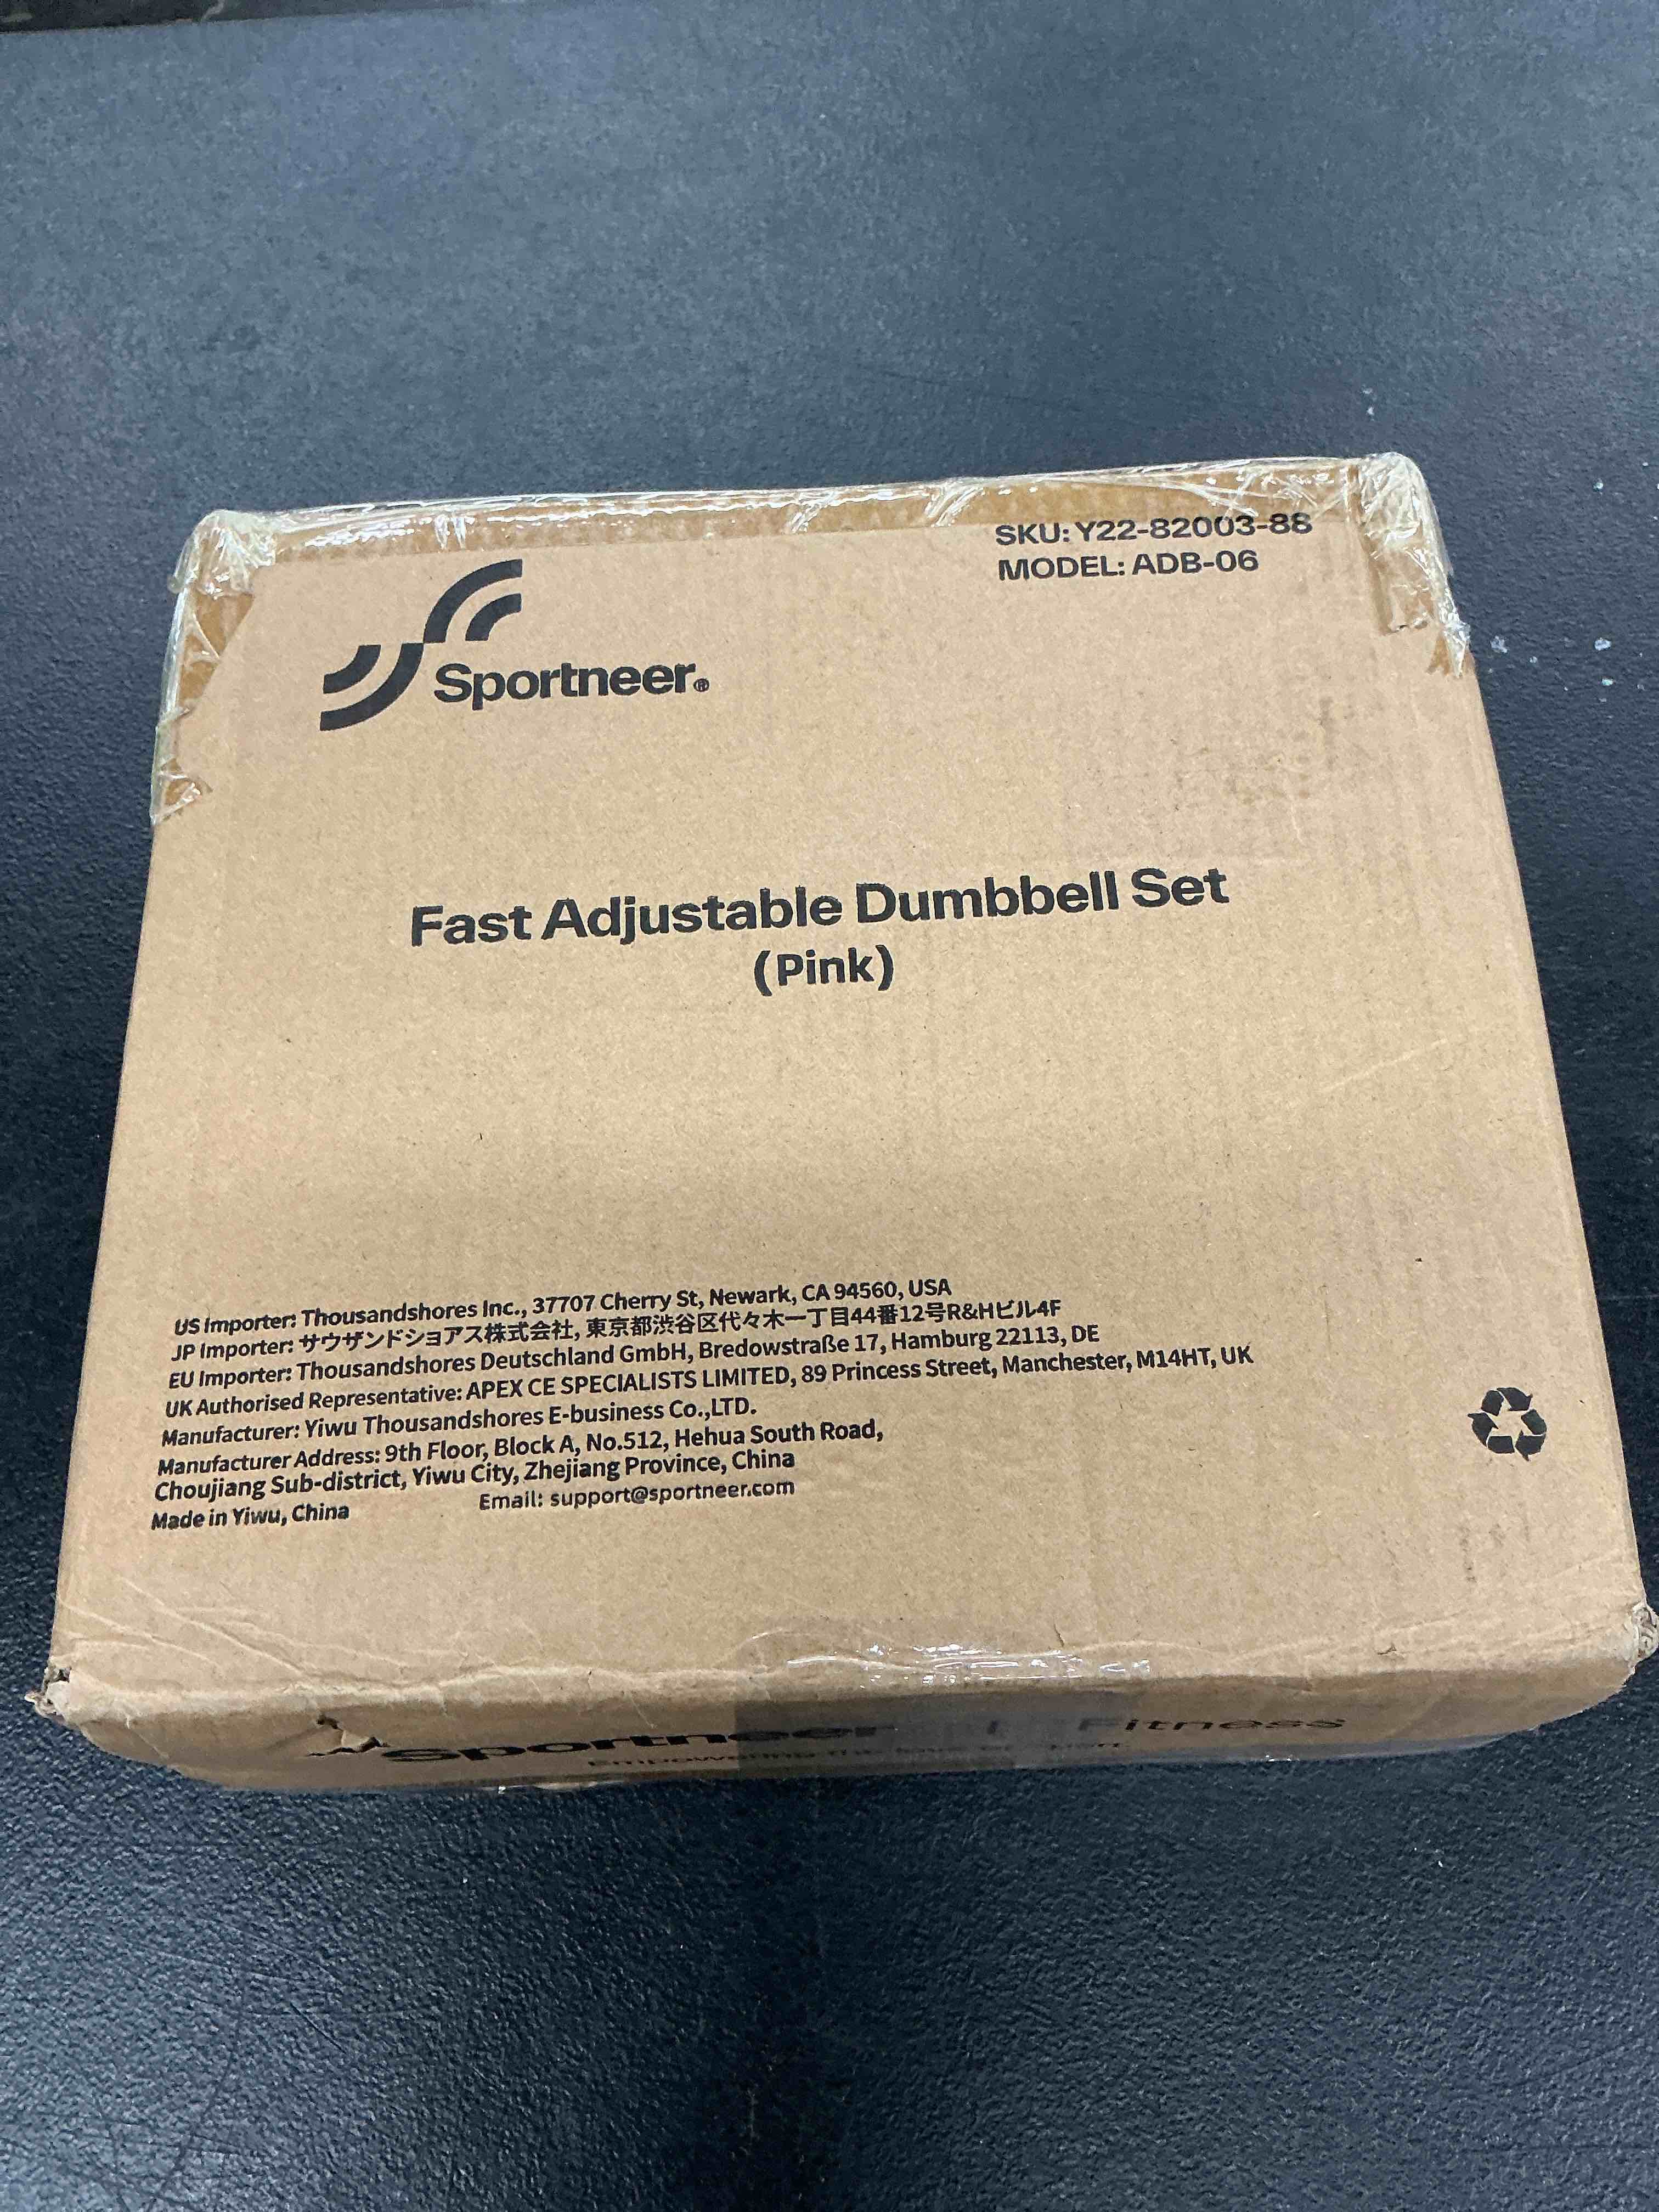 SKU: Y22-82003-88
MODEL: ADB-06
Sportneer®
Fast Adjustable Dumbbell Set
(Pink)
US Importer: Thousandshores Inc., 37707 Cherry St, Newark, CA 94560, USA
JP Importer: サウザンドショアス株式会社, 東京都渋谷区代々木一丁目44番12号R&Hビル4F
EU Importer: Thousandshores Deutschland GmbH, Bredowstraße 17, Hamburg 22113, DE
UK Authorised Representative: APEX CE SPECIALISTS LIMITED, 89 Princess Street, Manchester, M14HT, UK
Manufacturer: Yiwu Thousandshores E-business Co.,LTD.
Manufacturer Address: 9th Floor, Block A, No.512, Hehua South Road,
Choujiang Sub-district, Yiwu City, Zhejiang Province, China
Made in Yiwu, China Email: support@sportneer.com
Sportneer Fitness
Empowering